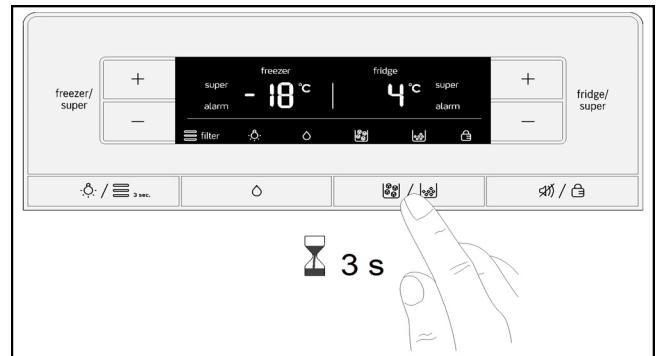 freezer/
super
+
—
freezer
super
- 18 °C
alarm
fridge
4 °C
super
alarm
filter
+
—
fridge/
super
/
3 sec.
/
/
3 s